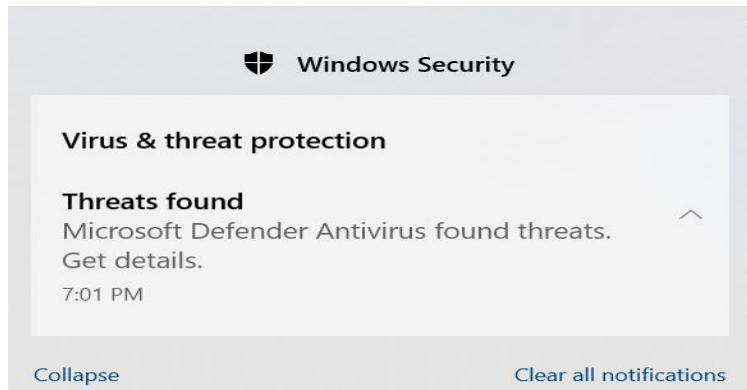 Windows Security
Virus & threat protection
Threats found
Microsoft Defender Antivirus found threats.
Get details.
7:01 PM
Collapse
Clear all notifications